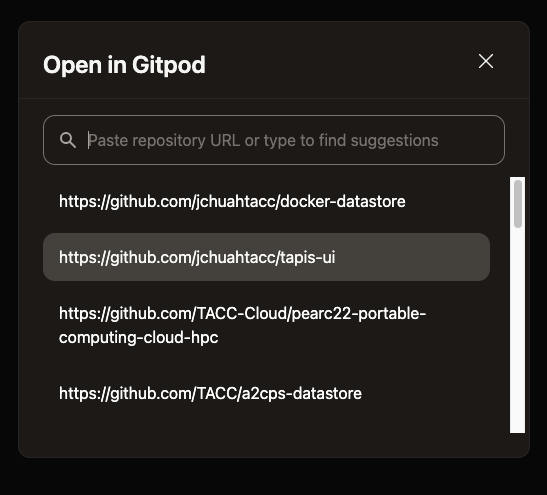 Open in Gitpod
Paste repository URL or type to find suggestions
https://github.com/jchuahtacc/docker-datastore
https://github.com/jchuahtacc/tapis-ui
https://github.com/TACC-Cloud/pearc22-portable-
computing-cloud-hpc
https://github.com/TACC/a2cps-datastore